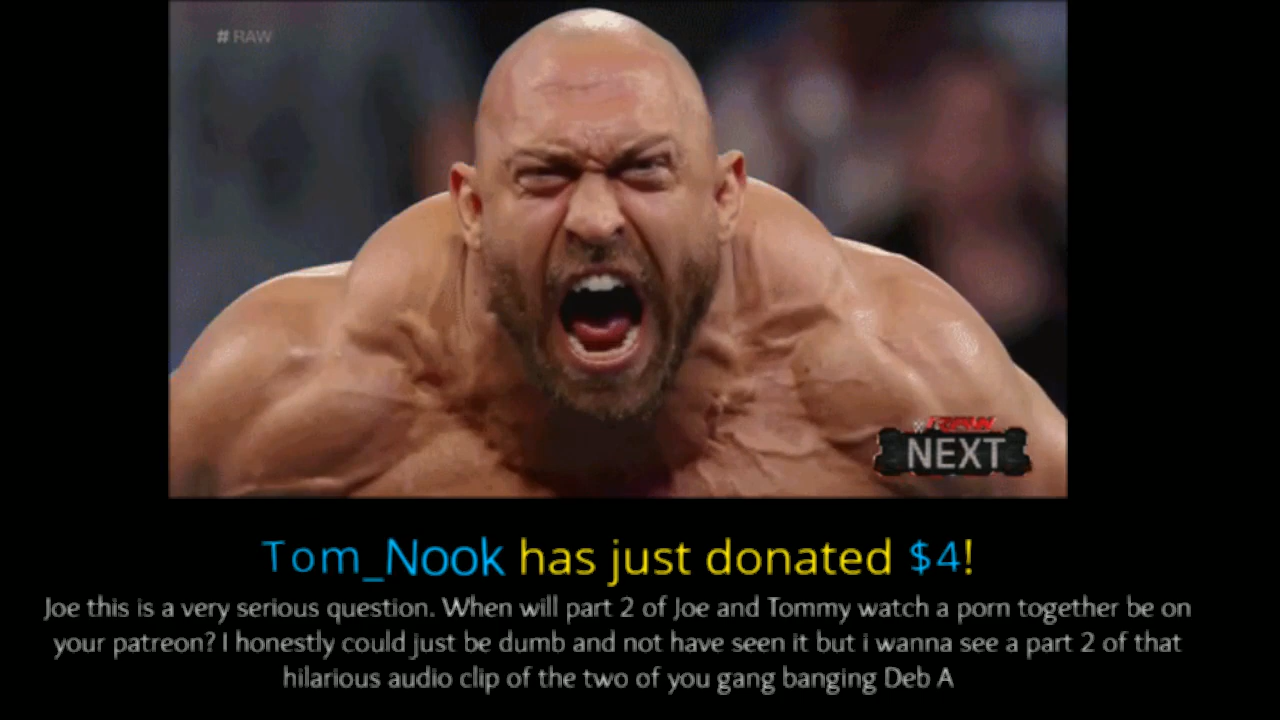 # RAW
RAW
NEXT
Tom_Nook has just donated $4!
Joe this is a very serious question. When will part 2 of Joe and Tommy watch a porn together be on
your patreon? I honestly could just be dumb and not have seen it but i wanna see a part 2 of that
hilarious audio clip of the two of you gang banging Deb A